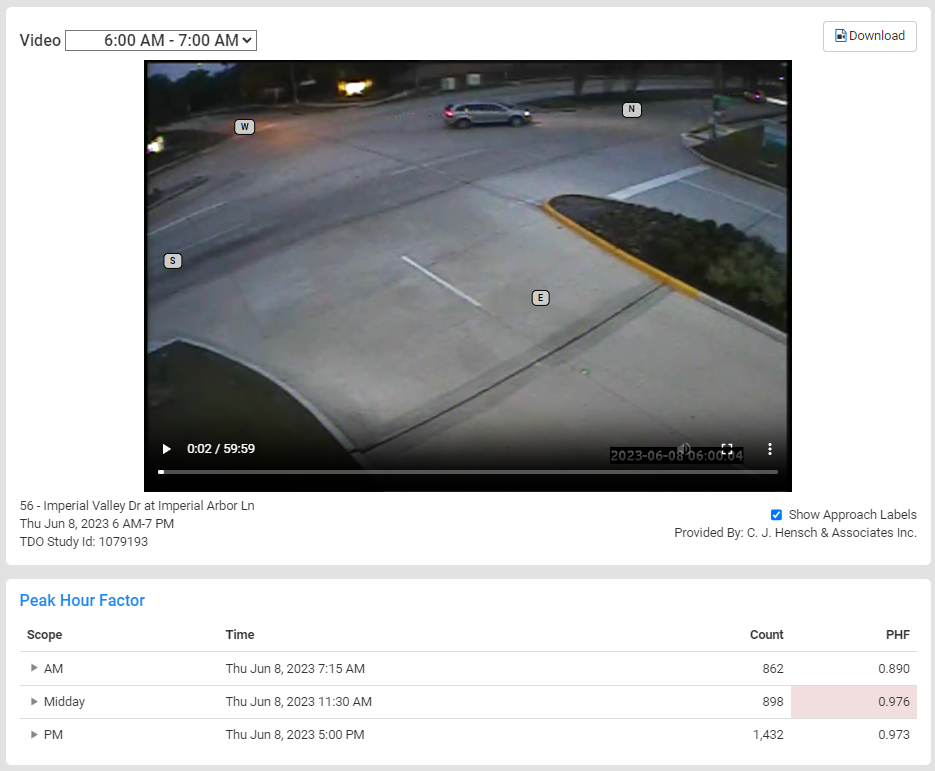 Video 6:00 AM - 7:00 AM
Download
W
N
S
E
0:02 / 59:59
2023-06-08 06:00:04
56 - Imperial Valley Dr at Imperial Arbor Ln
Thu Jun 8, 2023 6 AM-7 PM
TDO Study Id: 1079193
Show Approach Labels
Provided By: C. J. Hensch & Associates Inc.
Peak Hour Factor
Scope Time Count PHF
AM Thu Jun 8, 2023 7:15 AM 862 0.890
Midday Thu Jun 8, 2023 11:30 AM 898 0.976
PM Thu Jun 8, 2023 5:00 PM 1,432 0.973